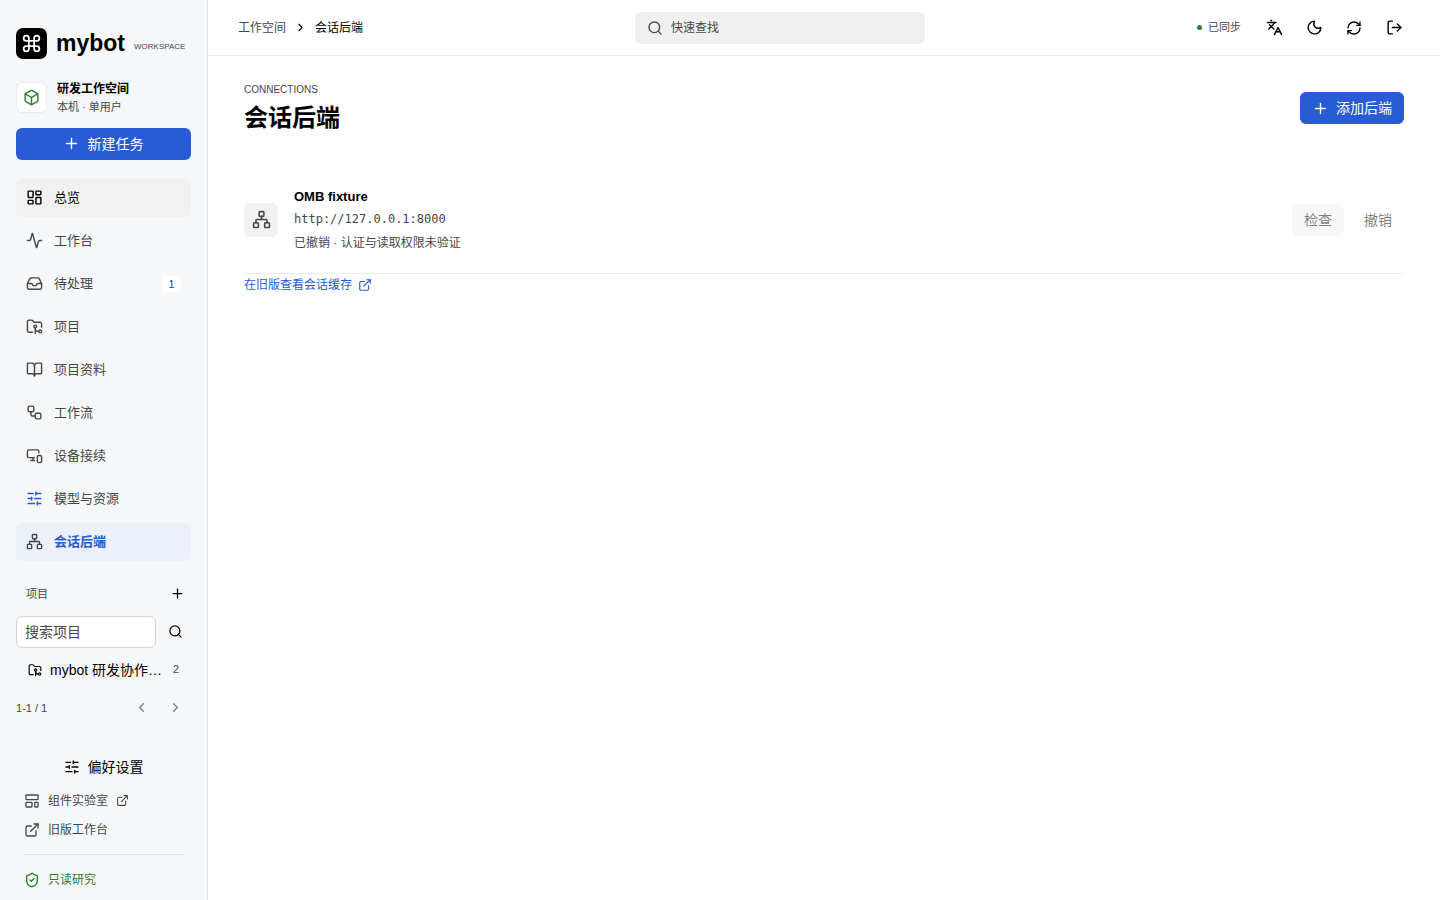 mybot WORKSPACE
研发工作空间
本机 · 单用户
新建任务
总览
工作台
待处理 1
项目
项目资料
工作流
设备接续
模型与资源
会话后端
项目
搜索项目
mybot 研发协作… 2
1-1 / 1
偏好设置
组件实验室
旧版工作台
只读研究
工作空间 会话后端
快速查找
已同步
CONNECTIONS
会话后端
添加后端
OMB fixture
http://127.0.0.1:8000
已撤销 · 认证与读取权限未验证
检查 撤销
在旧版查看会话缓存